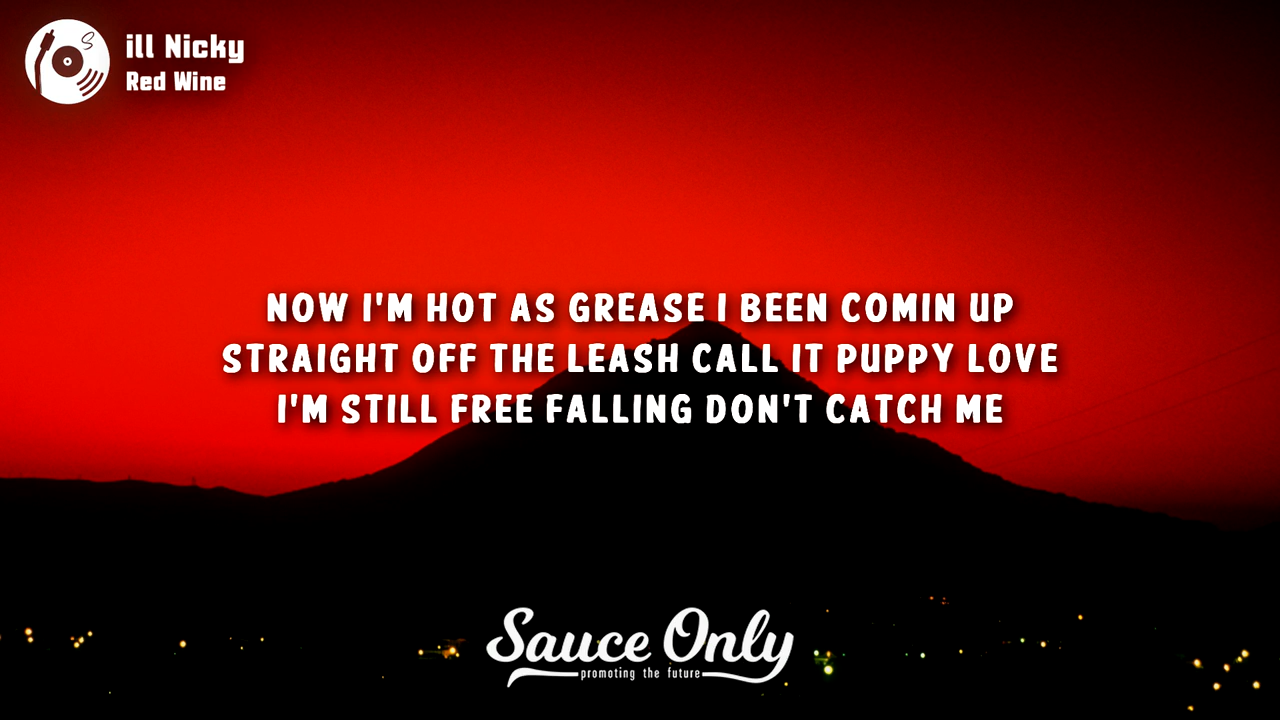 ill Nicky
Red Wine
NOW I'M HOT AS GREASE I BEEN COMIN UP
STRAIGHT OFF THE LEASH CALL IT PUPPY LOVE
I'M STILL FREE FALLING DON'T CATCH ME
Sauce Only
promoting the future